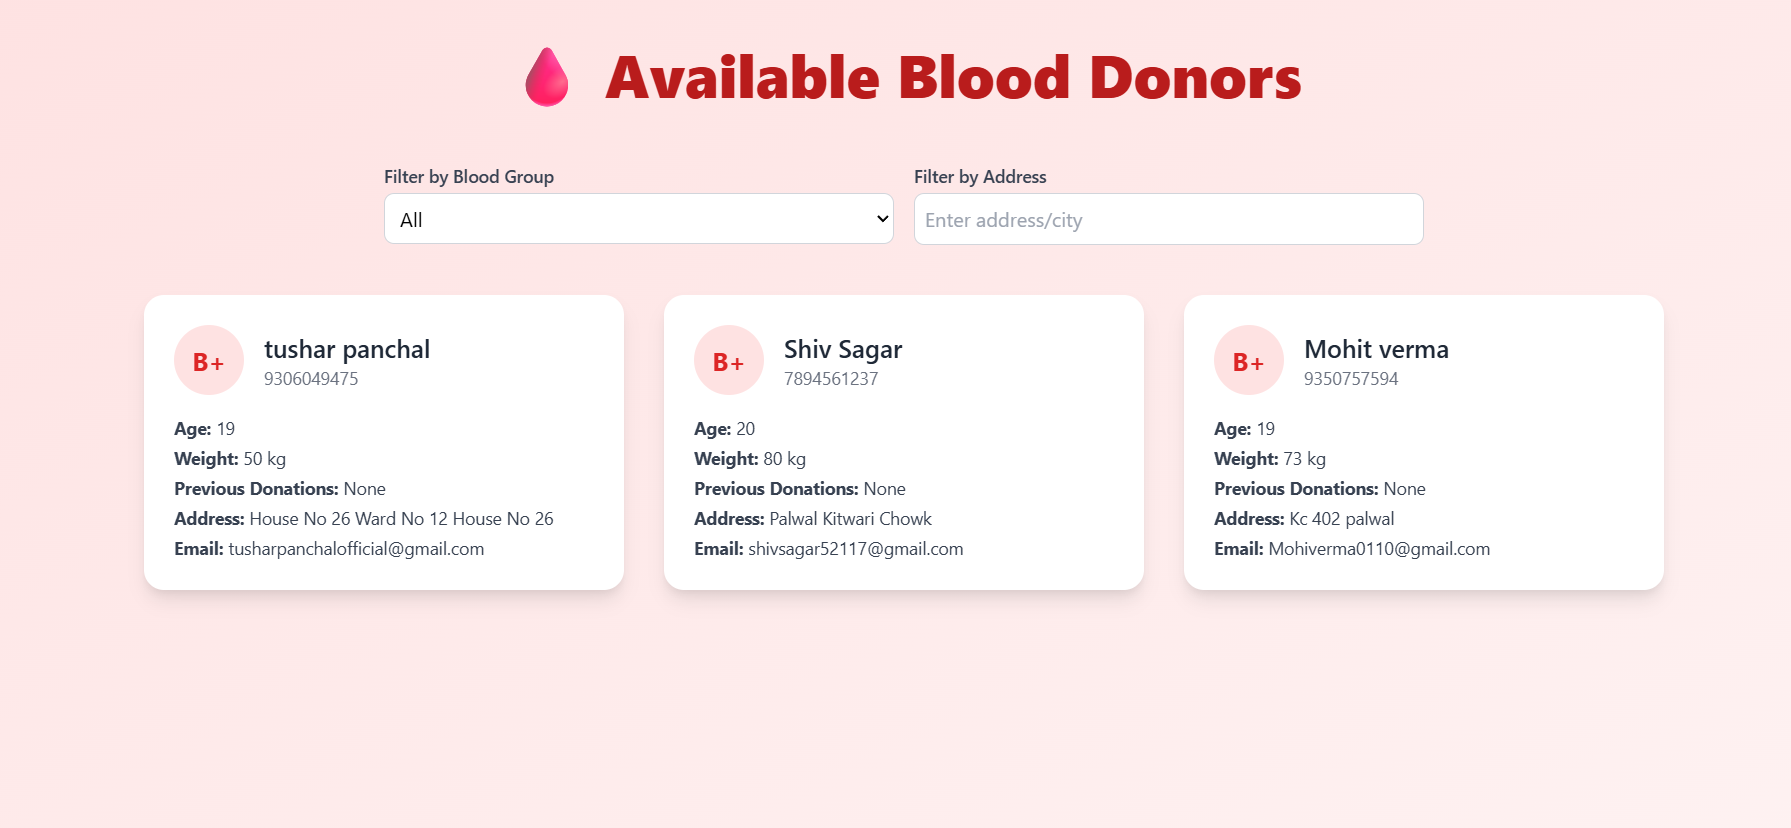 Available Blood Donors
Filter by Blood Group
All
Filter by Address
Enter address/city
B+
tushar panchal
9306049475
Age: 19
Weight: 50 kg
Previous Donations: None
Address: House No 26 Ward No 12 House No 26
Email: tusharpanchalofficial@gmail.com
B+
Shiv Sagar
7894561237
Age: 20
Weight: 80 kg
Previous Donations: None
Address: Palwal Kitwari Chowk
Email: shivsagar52117@gmail.com
B+
Mohit verma
9350757594
Age: 19
Weight: 73 kg
Previous Donations: None
Address: Kc 402 palwal
Email: Mohiverma0110@gmail.com